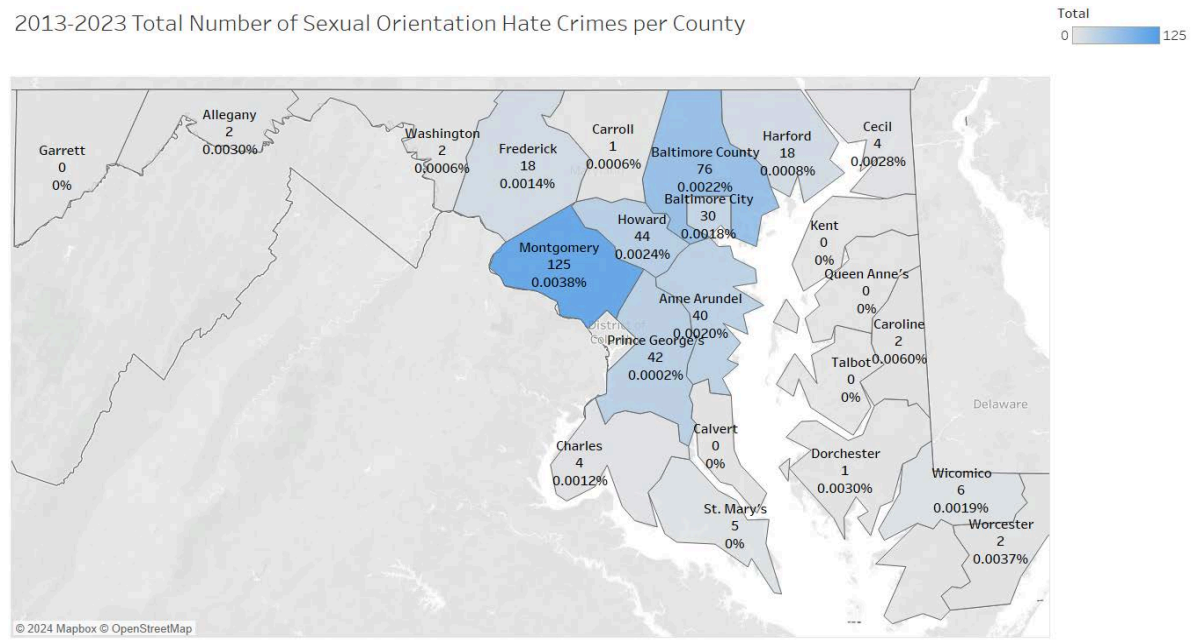 2013-2023 Total Number of Sexual Orientation Hate Crimes per County
Total
0
125
Garrett
0
0%
Allegany
2
0.0030%
Washington
2
0.0006%
Frederick
18
0.0014%
Carroll
1
0.0006%
Baltimore County
76
0.0022%
Baltimore City
30
0.0018%
Harford
18
0.0008%
Cecil
4
0.0028%
Howard
44
0.0024%
Montgomery
125
0.0038%
Kent
0
0%
Queen Anne's
0
0%
Anne Arundel
40
0.0020%
District of
Prince George's
42
0.0002%
Caroline
2
0.0060%
Talbot
0
0%
Delaware
Calvert
0
0%
Charles
4
0.0012%
Dorchester
1
0.0030%
Wicomico
6
0.0019%
St. Mary's
5
0%
Worcester
2
0.0037%
© 2024 Mapbox © OpenStreetMap